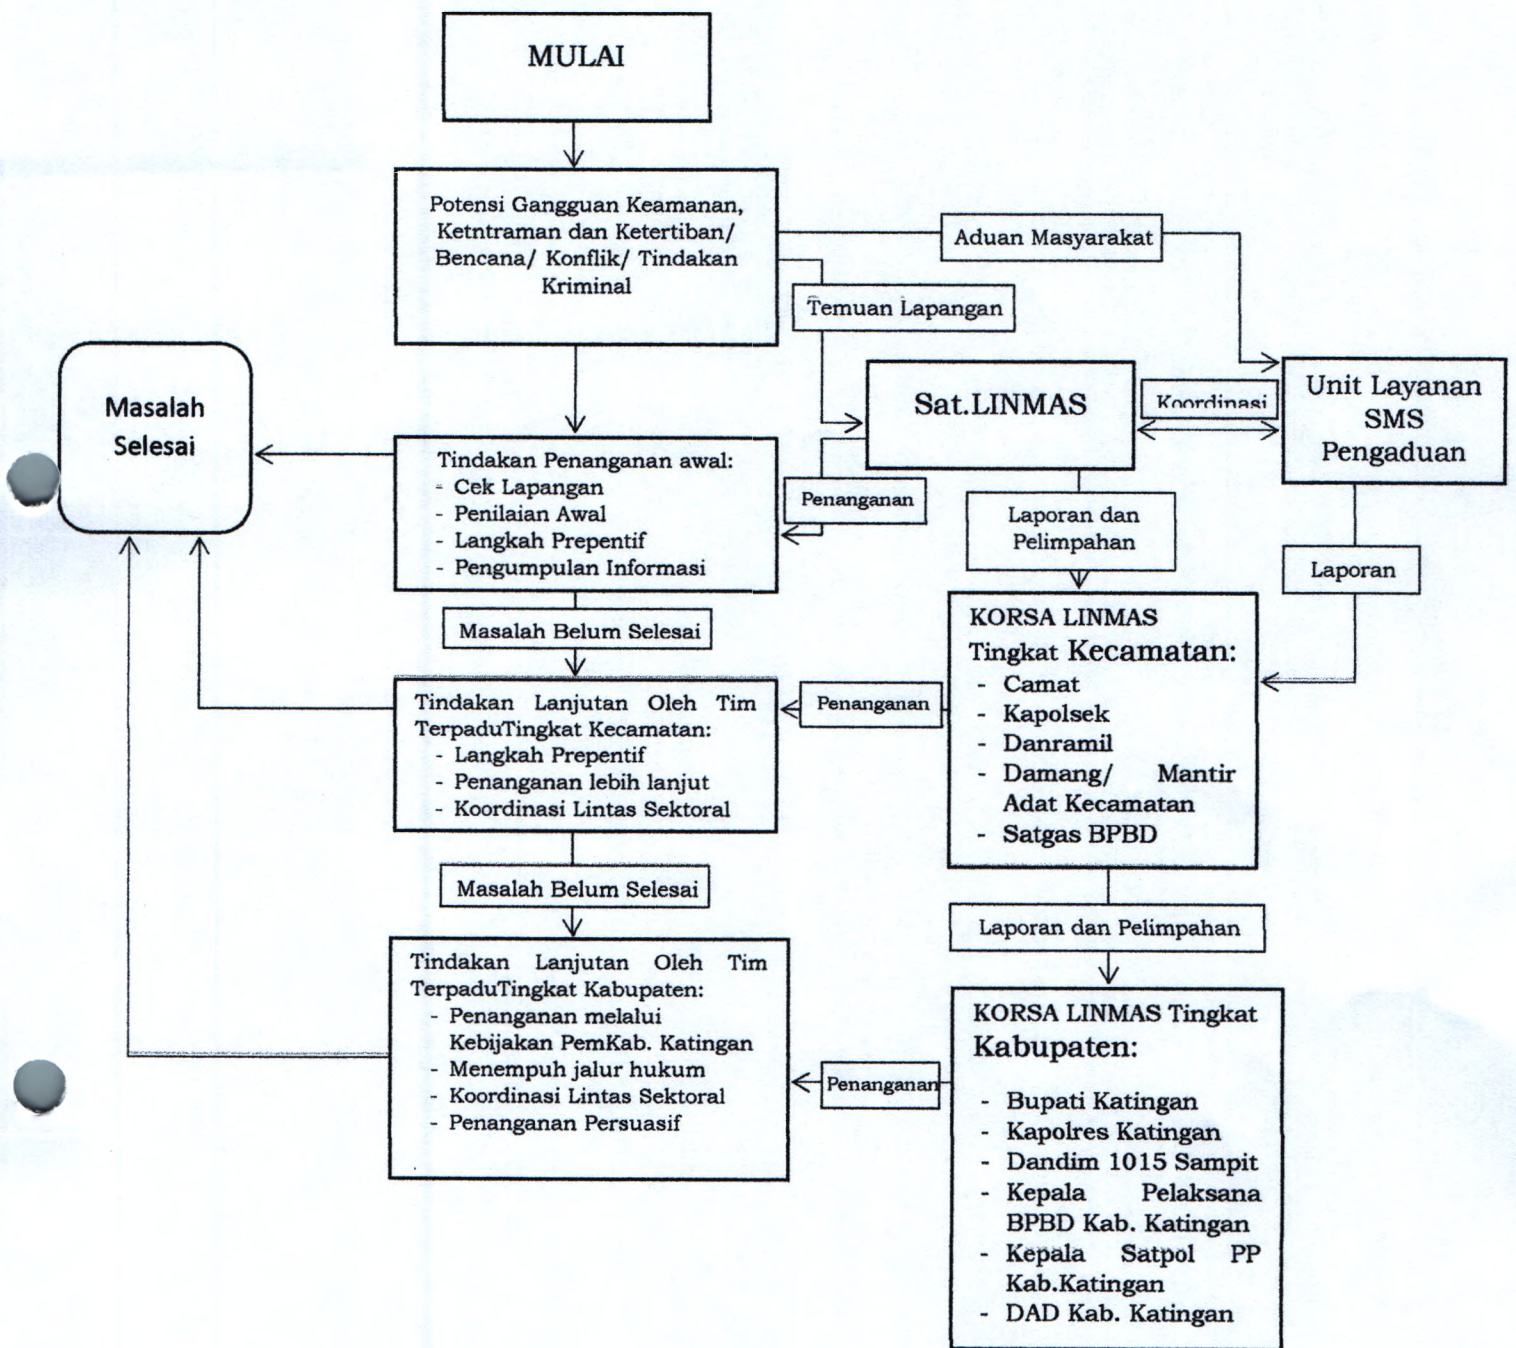 MULAI
Potensi Gangguan Keamanan,
Ketntraman dan Ketertiban/
Bencana/ Konflik/ Tindakan
Kriminal
Aduan Masyarakat
Temuan Lapangan
Masalah
Selesai
Sat.LINMAS
Koordinasi
Unit Layanan
SMS
Pengaduan
Tindakan Penanganan awal:
- Cek Lapangan
- Penilaian Awal
- Langkah Prepentif
- Pengumpulan Informasi
Penanganan
Laporan dan
Pelimpahan
Laporan
Masalah Belum Selesai
KORSA LINMAS
Tingkat Kecamatan:
- Camat
- Kapolsek
- Danramil
- Damang/ Mantir
Adat Kecamatan
- Satgas BPBD
Penanganan
Tindakan Lanjutan Oleh Tim
TerpaduTingkat Kecamatan:
- Langkah Prepentif
- Penanganan lebih lanjut
- Koordinasi Lintas Sektoral
Masalah Belum Selesai
Laporan dan Pelimpahan
Tindakan Lanjutan Oleh Tim
TerpaduTingkat Kabupaten:
- Penanganan melalui
Kebijakan PemKab. Katingan
- Menempuh jalur hukum
- Koordinasi Lintas Sektoral
- Penanganan Persuasif
Penanganan
KORSA LINMAS Tingkat
Kabupaten:
- Bupati Katingan
- Kapolres Katingan
- Dandim 1015 Sampit
- Kepala Pelaksana
BPBD Kab. Katingan
- Kepala Satpol PP
Kab.Katingan
- DAD Kab. Katingan